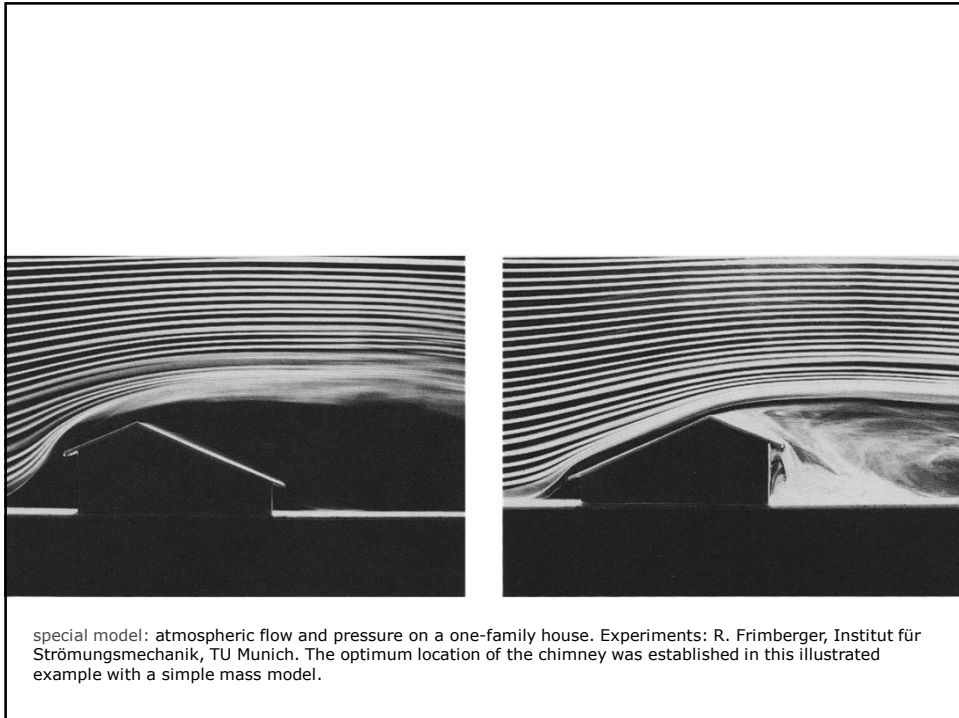 special model: atmospheric flow and pressure on a one-family house. Experiments: R. Frimberger, Institut für
Strömungsmechanik, TU Munich. The optimum location of the chimney was established in this illustrated
example with a simple mass model.